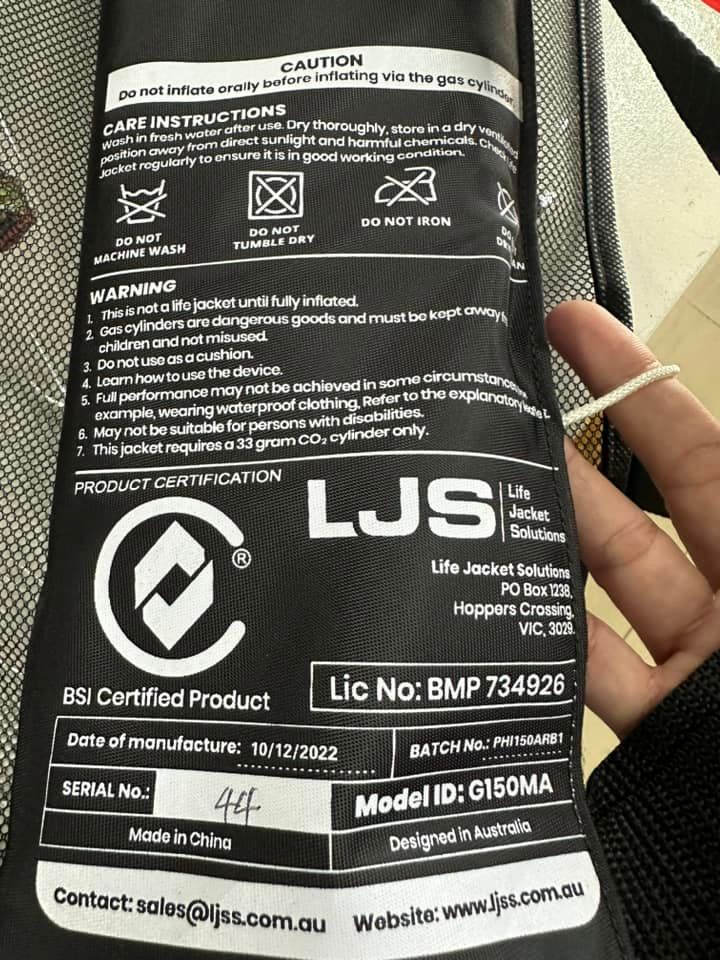 CAUTION
Do not inflate orally before inflating via the gas cylinder
CARE INSTRUCTIONS
Wash in fresh water after use. Dry thoroughly, store in a dry ventilated
position away from direct sunlight and harmful chemicals. Check
Jacket regularly to ensure it is in good working condition.
DO NOT
MACHINE WASH
DO NOT
TUMBLE DRY
DO NOT IRON
WARNING
1. This is not a life jacket until fully inflated.
2. Gas cylinders are dangerous goods and must be kept away
children and not misused.
3. Do not use as a cushion.
4. Learn how to use the device.
5. Full performance may not be achieved in some
example, wearing waterproof clothing. Refer to the explanatory
6. May not be suitable for persons with disabilities.
7. This jacket requires a 33 gram CO₂ cylinder only.
PRODUCT CERTIFICATION
®
BSI Certified Product
LJS
Life
Jacket
Solutions
Life Jacket Solutions
PO Box 1238,
Hoppers Crossing,
VIC, 3029.
Lic No: BMP 734926
Date of manufacture: 10/12/2022
BATCH No.: PHI150ARB1
SERIAL No.: 44
Model ID: G150MA
Made in China
Designed in Australia
Contact: sales@ljss.com.au Website: www.ljss.com.au